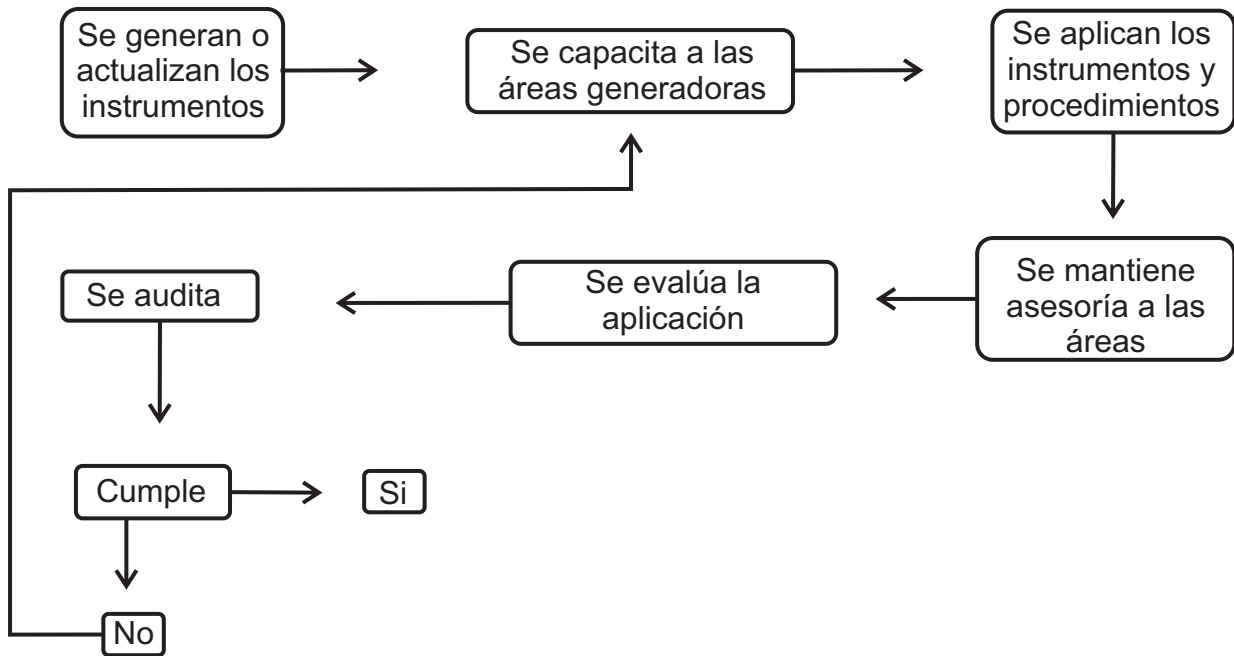 Se generan o
actualizan los
instrumentos
Se capacita a las
áreas generadoras
Se aplican los
instrumentos y
procedimientos
Se mantiene
asesoría a las
áreas
Se evalúa la
aplicación
Se audita
Cumple
Si
No